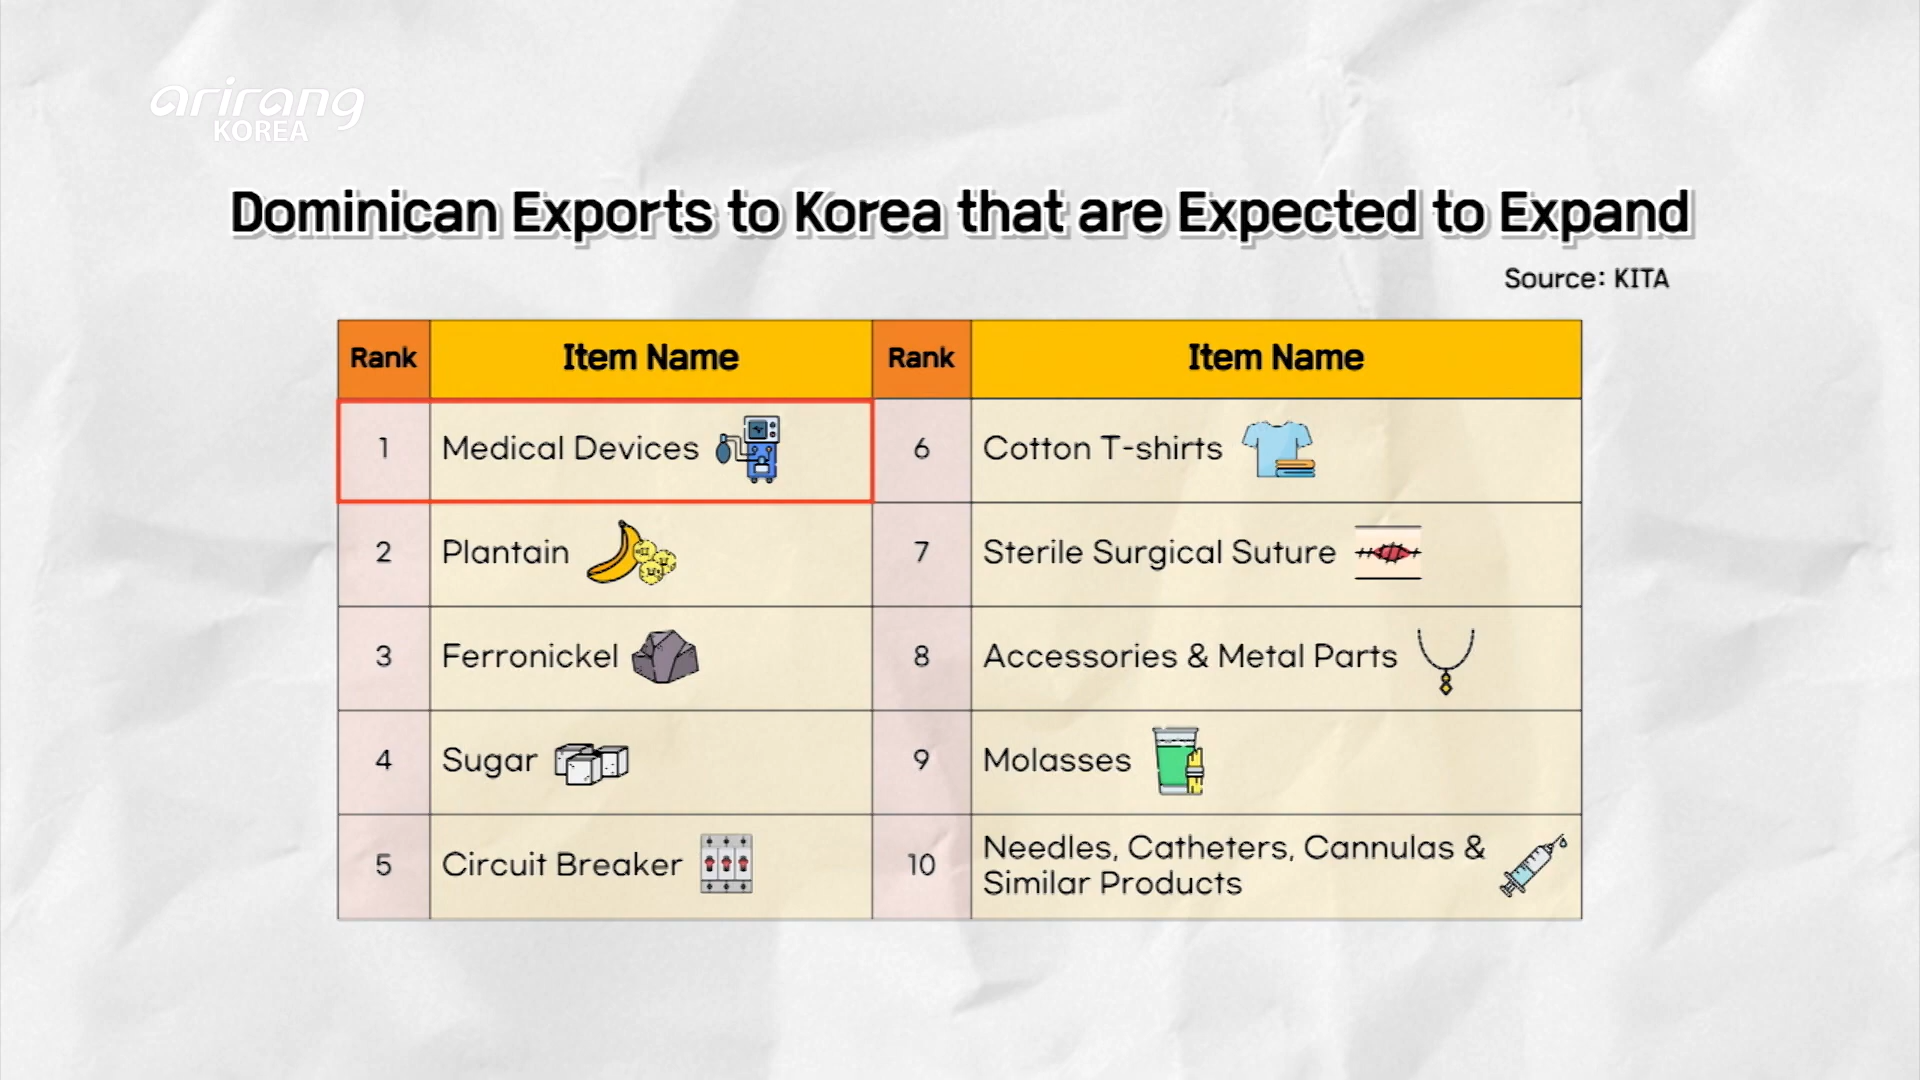 arirang
KOREA
Dominican Exports to Korea that are Expected to Expand
Source: KITA
Rank Item Name Rank Item Name
1 Medical Devices 6 Cotton T-shirts
2 Plantain 7 Sterile Surgical Suture
3 Ferronickel 8 Accessories & Metal Parts
4 Sugar 9 Molasses
5 Circuit Breaker 10 Needles, Catheters, Cannulas &
Similar Products